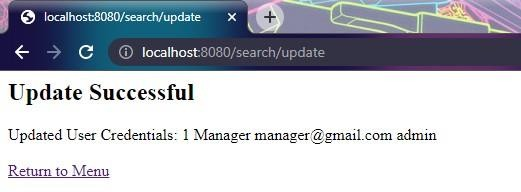 localhost:8080/search/update
localhost:8080/search/update
Update Successful
Updated User Credentials: 1 Manager manager@gmail.com admin
Return to Menu